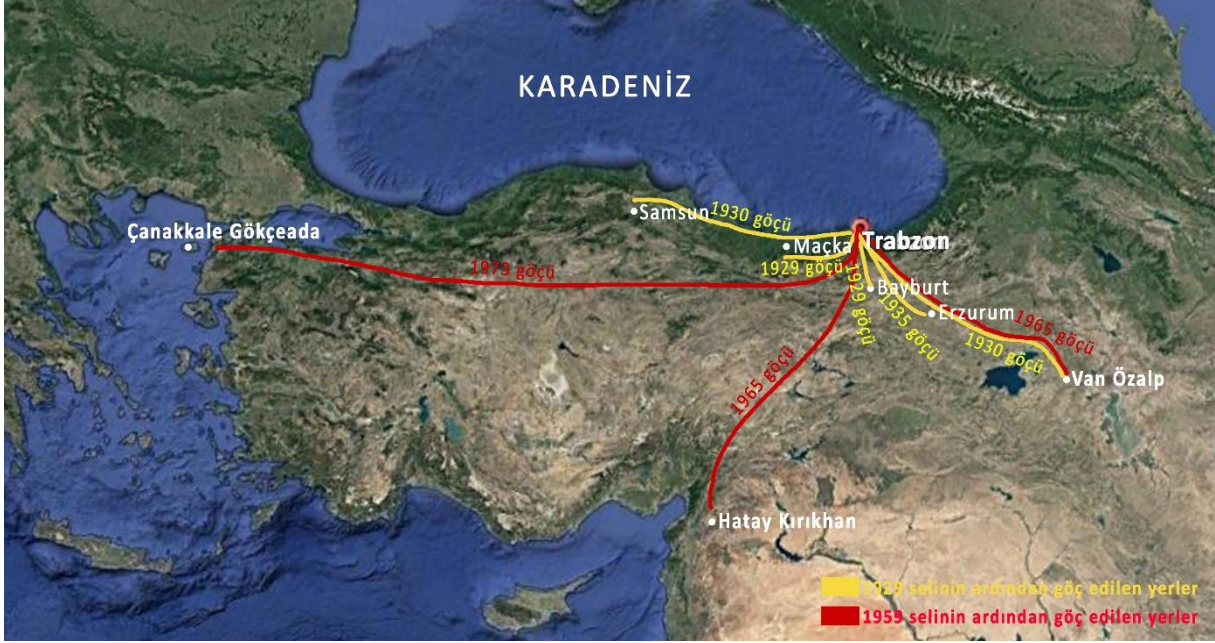 KARADENİZ
Samsun
1930 göçü
Çanakkale Gökçeada
Maçka
Trabzon
1973 göçü
1929 göçü
1929 göçü
Bayburt
1935 göçü
Erzurum
1965 göçü
1930 göçü
Van Özalp
1965 göçü
Hatay Kırıkhan
1929 selinin ardından göç edilen yerler
1959 selinin ardından göç edilen yerler